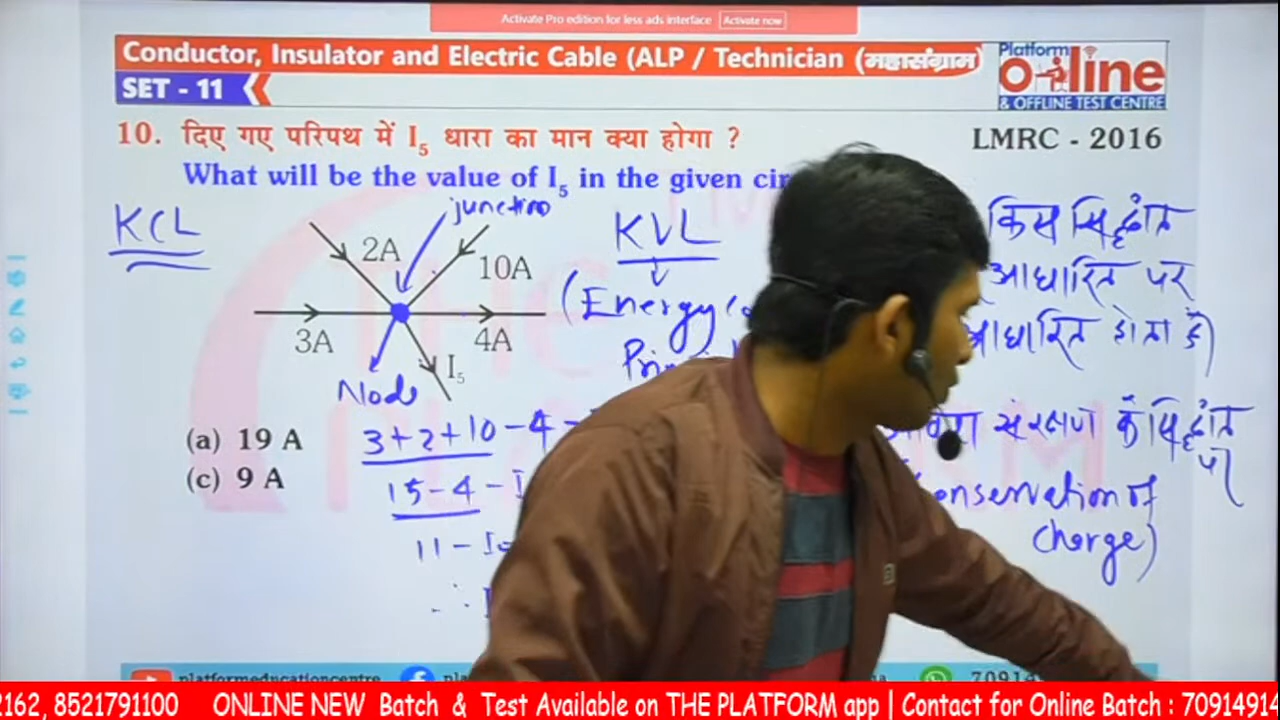 Activate Pro edition for less ads interface Activate now
Conductor, Insulator and Electric Cable (ALP / Technician (महासंग्राम)
Platform
Online
& OFFLINE TEST CENTRE
SET - 11
10. दिए गए परिपथ में I5 धारा का मान क्या होगा ?
LMRC - 2016
What will be the value of I5 in the given cir
KCL
junction
KVL
किस सिद्धांत
2A
10A
आधारित पर
(Energy
आधारित होता है)
3A
4A
I5
Node
(a) 19 A
3+2+10-4-
संरक्षण के सिद्धांत
पर
(c) 9 A
15-4-I
onservation of
11-I
charge)
∴ I
platformeducationcentre
70914
2162, 8521791100 ONLINE NEW Batch & Test Available on THE PLATFORM app | Contact for Online Batch : 70914914